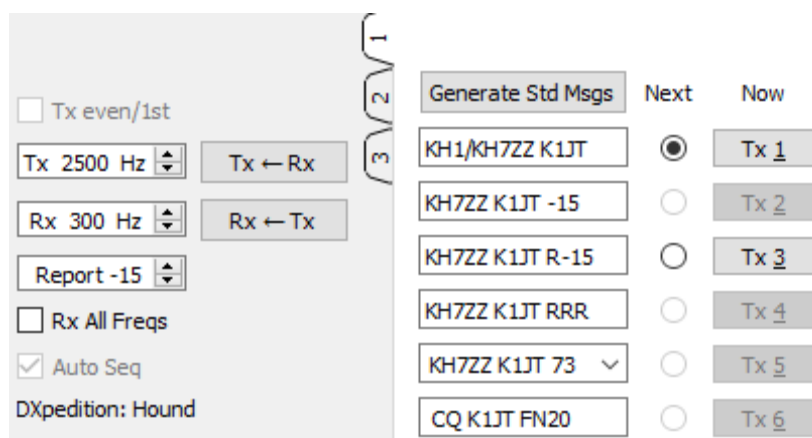 Tx even/1st
Tx 2500 Hz
Tx ← Rx
Rx 300 Hz
Rx ← Tx
Report -15
Rx All Freqs
Auto Seq
DXpedition: Hound
1
2
3
Generate Std Msgs Next Now
KH1/KH7ZZ K1JT Tx 1
KH7ZZ K1JT -15 Tx 2
KH7ZZ K1JT R-15 Tx 3
KH7ZZ K1JT RRR Tx 4
KH7ZZ K1JT 73 Tx 5
CQ K1JT FN20 Tx 6